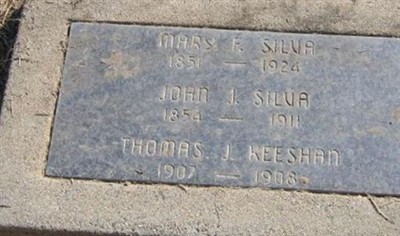 MARY F. SILVA
1851 — 1924
JOHN J. SILVA
1854 — 1911
THOMAS J. KEESHAN
1907 — 1908